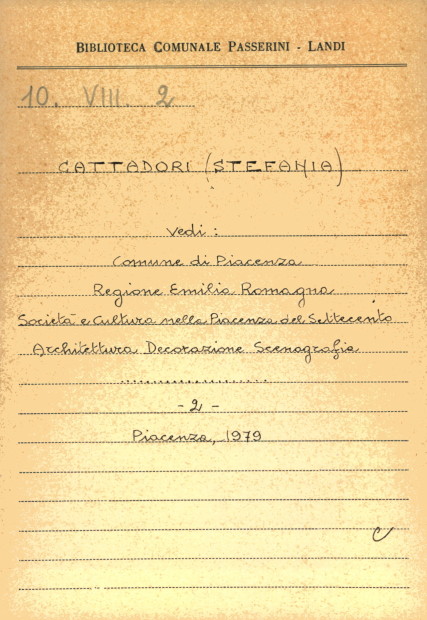 BIBLIOTECA COMUNALE PASSERINI - LANDI
10. VIII. 2
CATTADORI (STEFANIA)
Vedi :
Comune di Piacenza
Regione Emilia Romagna
Società e Cultura nella Piacenza del Settecento
Architettura Decorazione Scenografia
....................
- 2 -
Piacenza, 1979
C